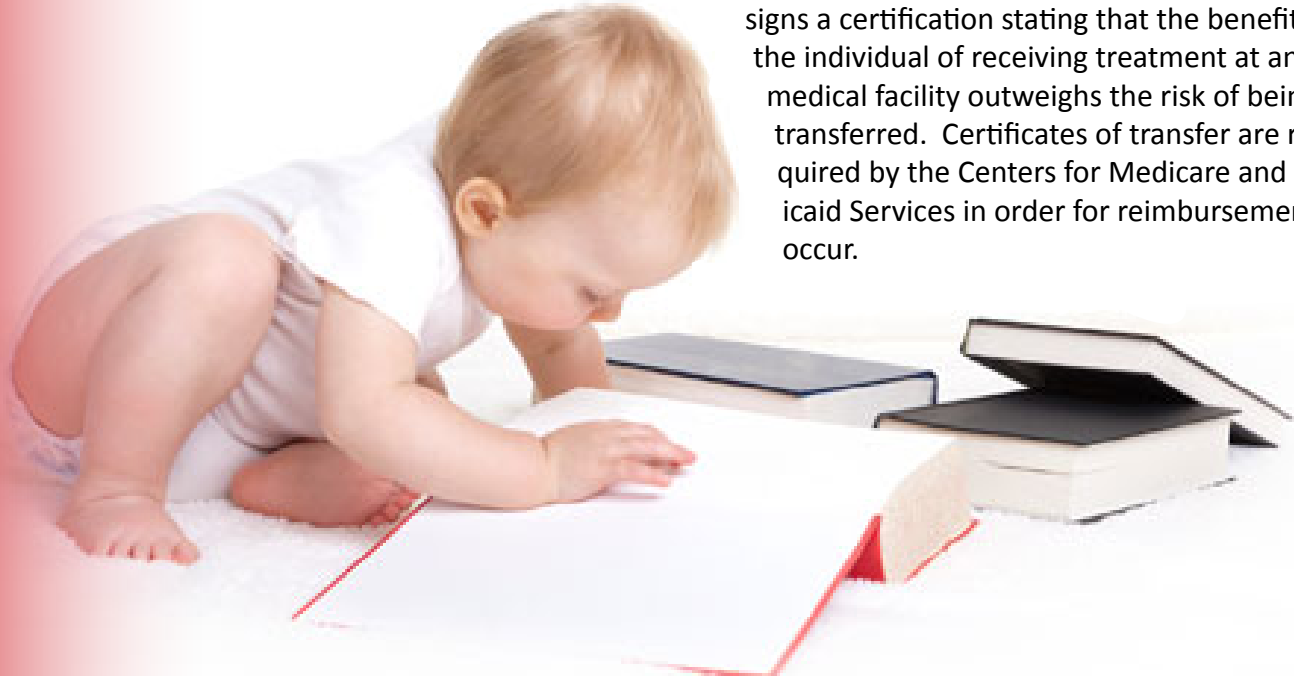 signs a certification stating that the benefit
the individual of receiving treatment at an
medical facility outweighs the risk of bein
transferred.  Certificates of transfer are r
quired by the Centers for Medicare and
icaid Services in order for reimburseme
occur.